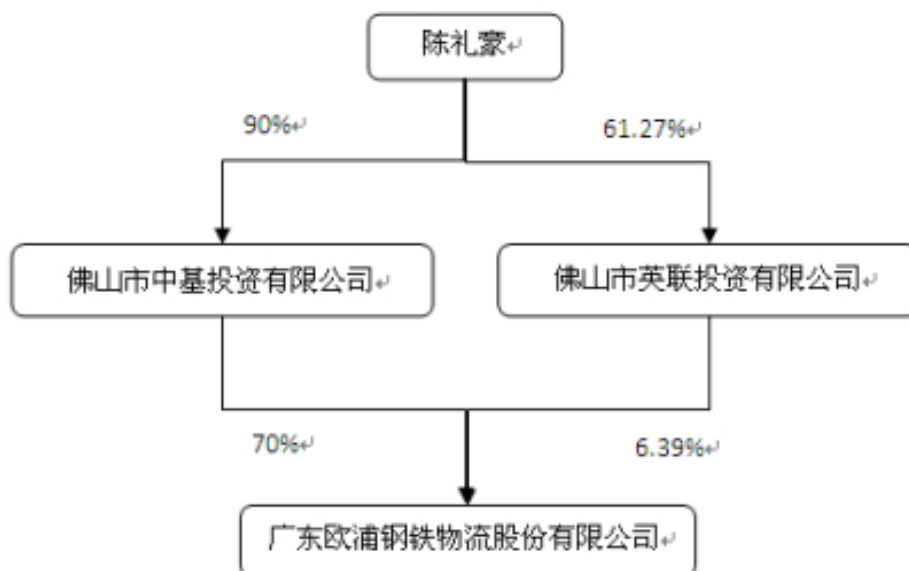 陈礼豪
90%
61.27%
佛山市中基投资有限公司
佛山市英联投资有限公司
70%
6.39%
广东欧浦钢铁物流股份有限公司